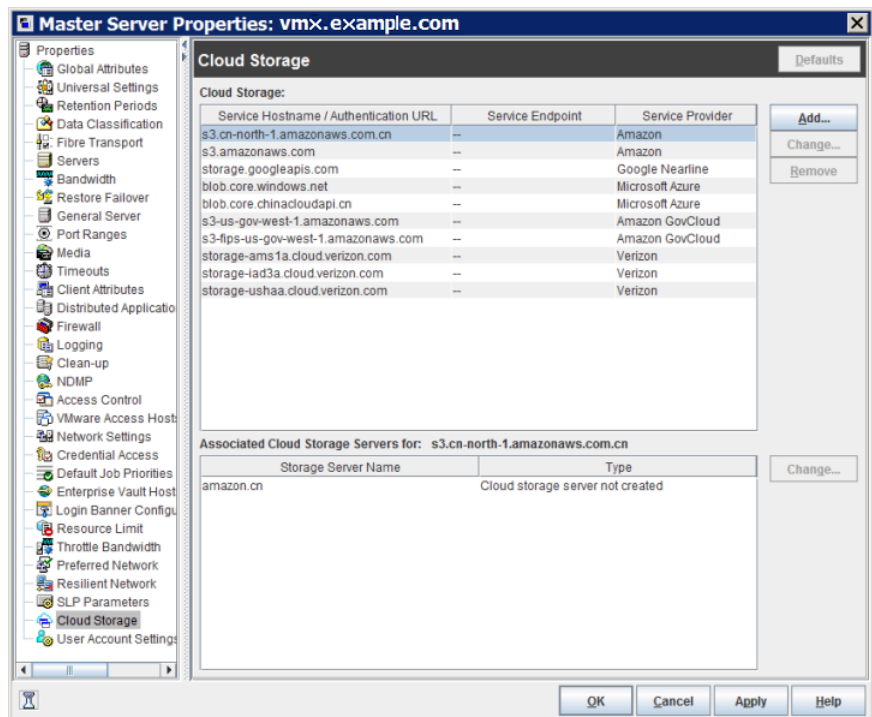 Master Server Properties: vmx.example.com
Properties
Global Attributes
Universal Settings
Retention Periods
Data Classification
Fibre Transport
Servers
Bandwidth
Restore Failover
General Server
Port Ranges
Media
Timeouts
Client Attributes
Distributed Applicatio
Firewall
Logging
Clean-up
NDMP
Access Control
VMware Access Hosts
Network Settings
Credential Access
Default Job Priorities
Enterprise Vault Host
Login Banner Configu
Resource Limit
Throttle Bandwidth
Preferred Network
Resilient Network
SLP Parameters
Cloud Storage
User Account Settings
Cloud Storage
Defaults
Cloud Storage:
Service Hostname / Authentication URL Service Endpoint Service Provider
s3.cn-north-1.amazonaws.com.cn -- Amazon
s3.amazonaws.com -- Amazon
storage.googleapis.com -- Google Nearline
blob.core.windows.net -- Microsoft Azure
blob.core.chinacloudapi.cn -- Microsoft Azure
s3-us-gov-west-1.amazonaws.com -- Amazon GovCloud
s3-fips-us-gov-west-1.amazonaws.com -- Amazon GovCloud
storage-ams1a.cloud.verizon.com -- Verizon
storage-iad3a.cloud.verizon.com -- Verizon
storage-ushaa.cloud.verizon.com -- Verizon
Add...
Change...
Remove
Associated Cloud Storage Servers for: s3.cn-north-1.amazonaws.com.cn
Storage Server Name Type
amazon.cn Cloud storage server not created
Change...
OK Cancel Apply Help